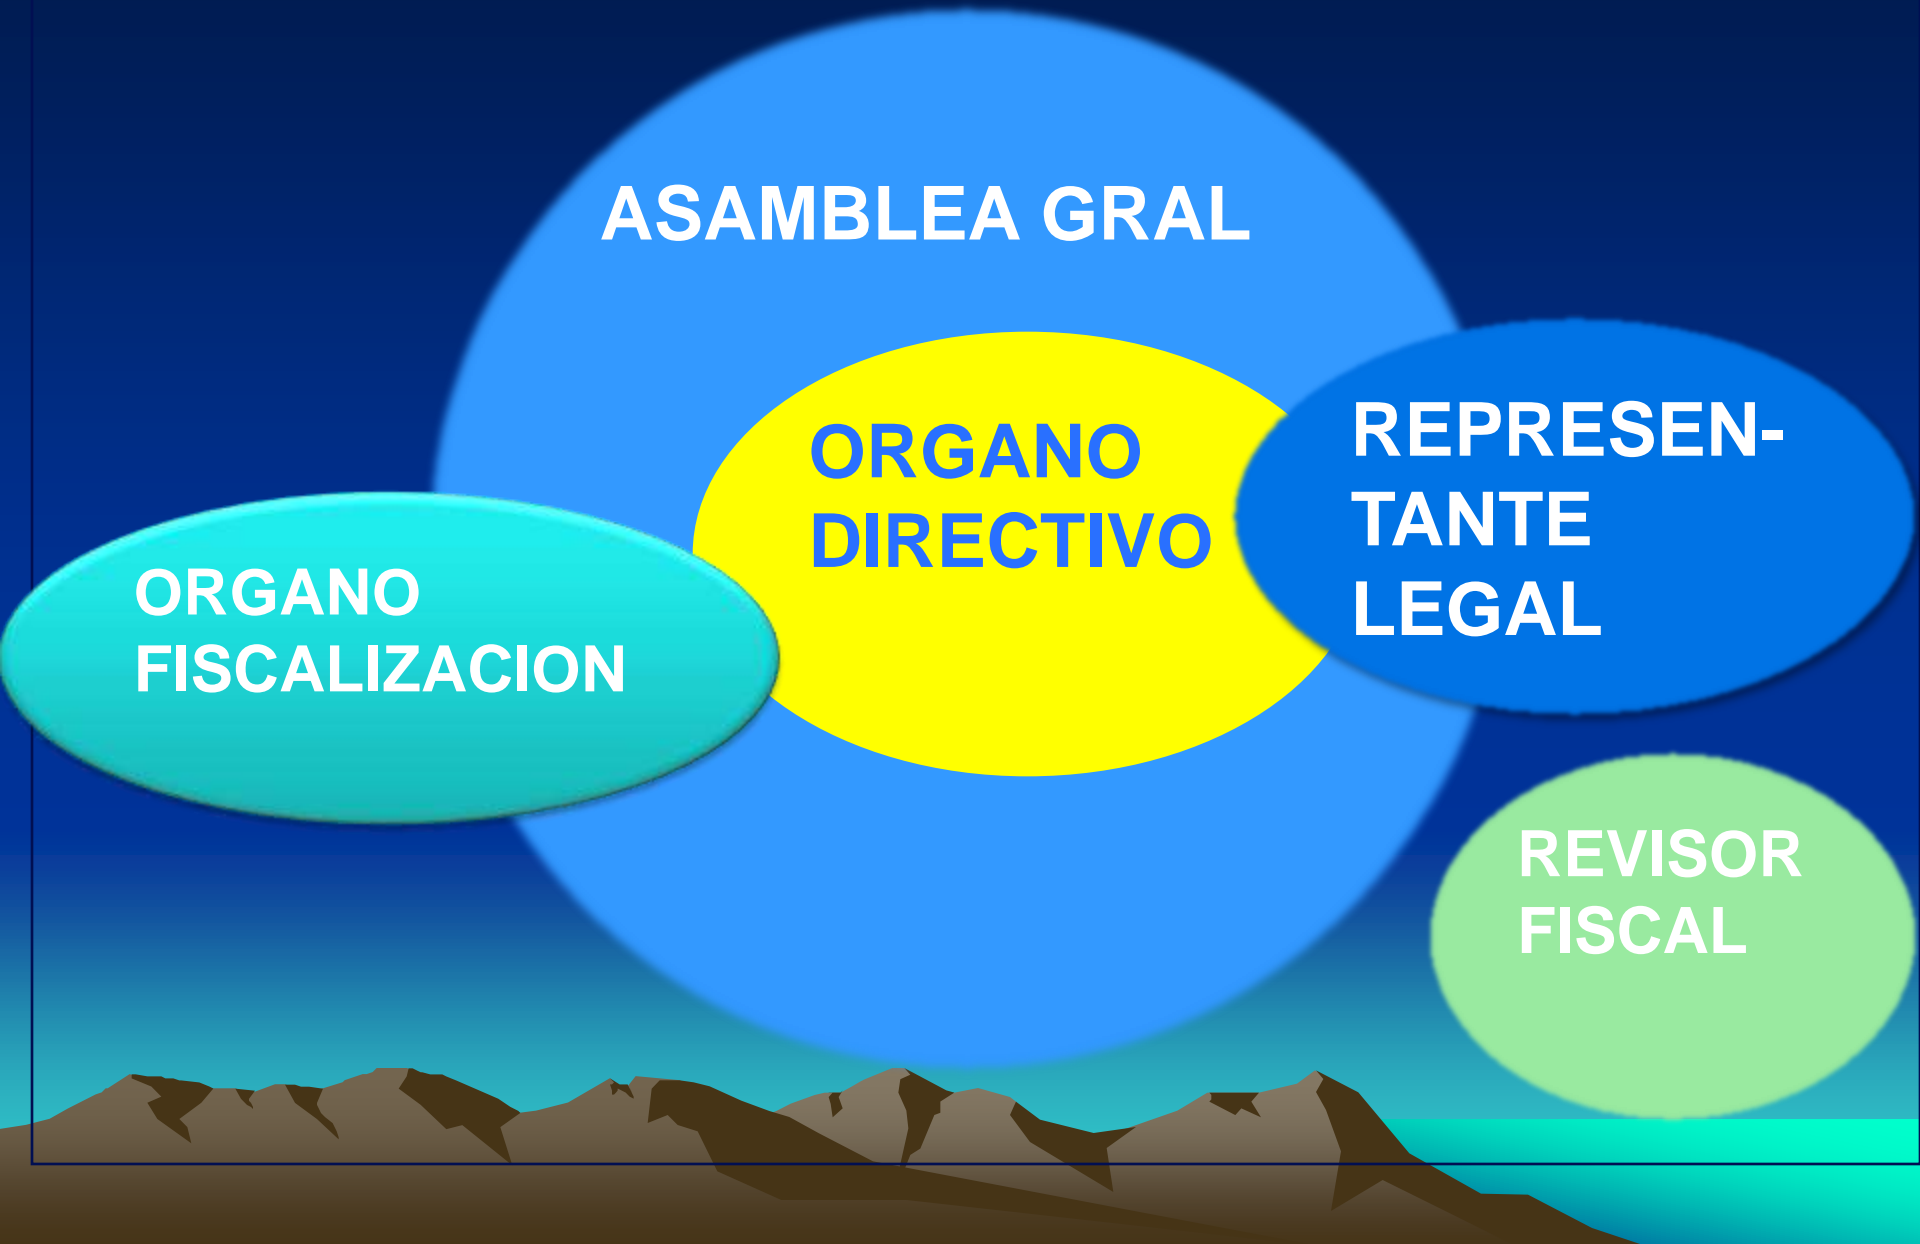 ASAMBLEA GRAL
ORGANO
DIRECTIVO
REPRESEN-
TANTE
LEGAL
ORGANO
FISCALIZACION
REVISOR
FISCAL